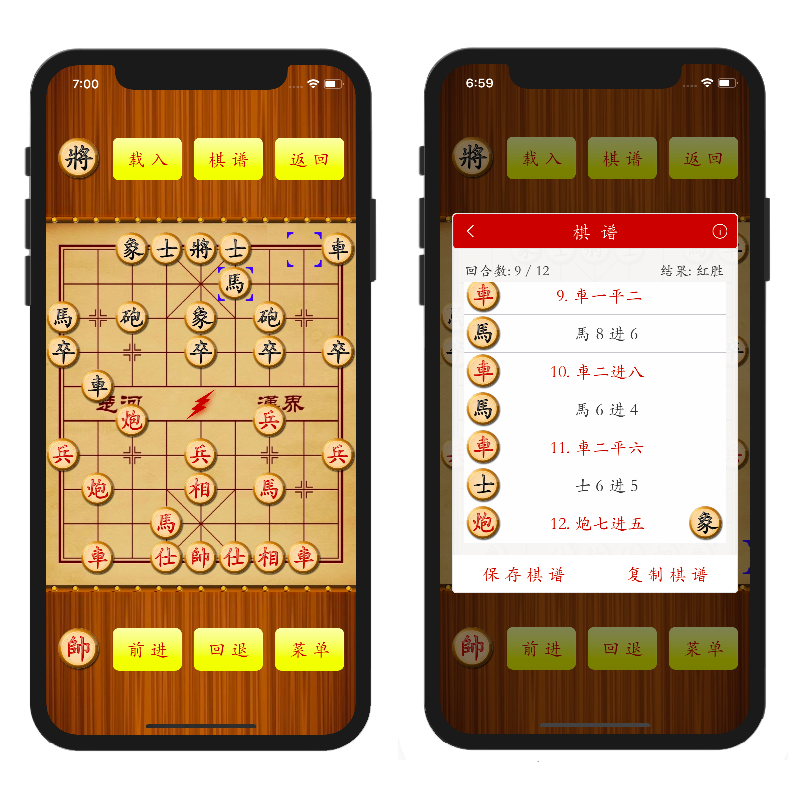 7:00
將
载入
棋谱
返回
象 士 將 士 車
馬
馬 砲 象 砲
卒 卒 卒 卒
車
楚河 漢界
炮 兵
兵 兵 兵
炮 相 馬
馬
車 仕 帥 仕 相 車
帥
前进
回退
菜单
6:59
將
载入
棋谱
返回
棋谱
回合数: 9 / 12
结果: 红胜
車 9. 車一平二
馬 馬 8 进 6
車 10. 車二进八
馬 馬 6 进 4
車 11. 車二平六
士 士 6 进 5
炮 12. 炮七进五 象
保存棋谱
复制棋谱
帥
前进
回退
菜单